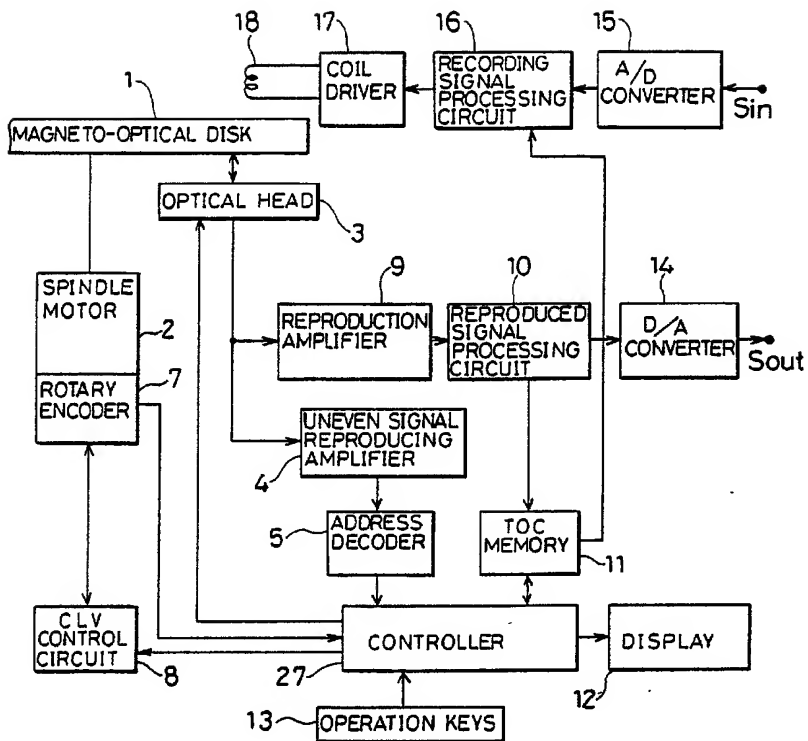 18
17
16
15
COIL
DRIVER
RECORDING
SIGNAL
PROCESSING
CIRCUIT
A/D
CONVERTER
Sin
1
MAGNETO-OPTICAL DISK
OPTICAL HEAD
3
SPINDLE
MOTOR
2
ROTARY
ENCODER
7
9
REPRODUCTION
AMPLIFIER
10
REPRODUCED
SIGNAL
PROCESSING
CIRCUIT
14
D/A
CONVERTER
Sout
UNEVEN SIGNAL
REPRODUCING
AMPLIFIER
4
5
ADDRESS
DECODER
TOC
MEMORY
11
CLV
CONTROL
CIRCUIT
8
CONTROLLER
27
DISPLAY
12
13
OPERATION KEYS